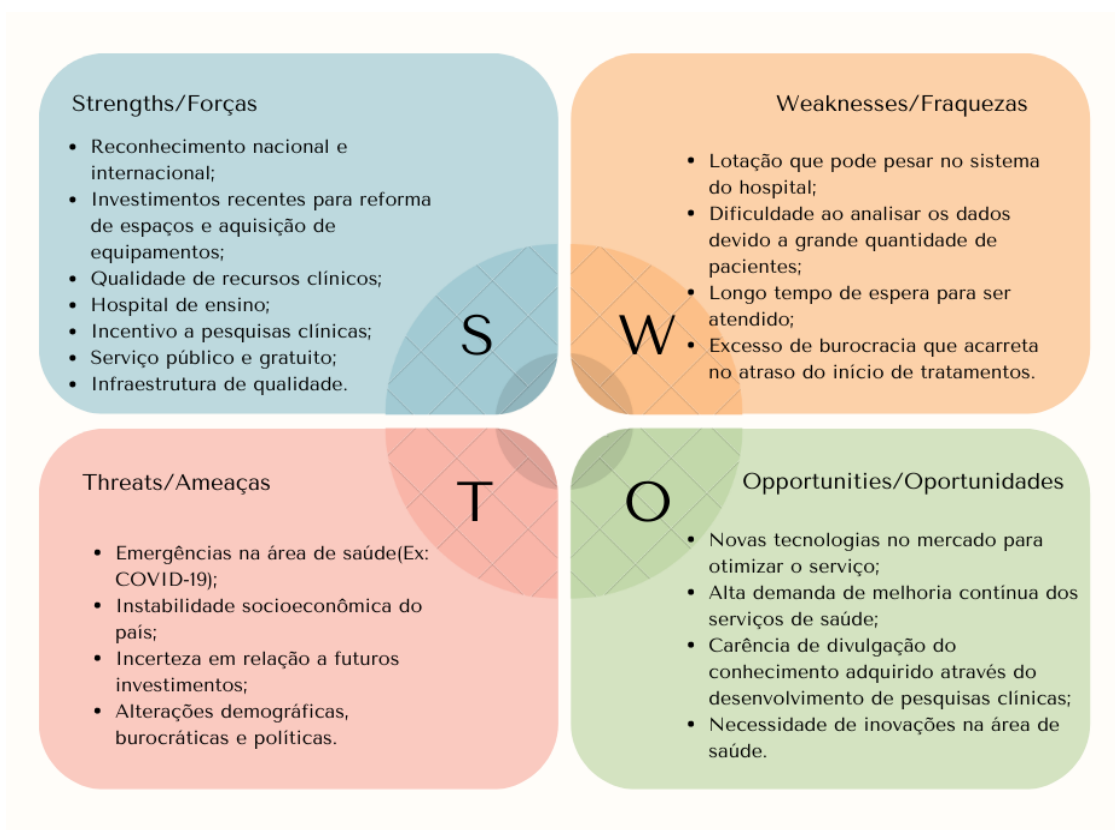 Strengths/Forças
• Reconhecimento nacional e
internacional;
• Investimentos recentes para reforma
de espaços e aquisição de
equipamentos;
• Qualidade de recursos clínicos;
• Hospital de ensino;
• Incentivo a pesquisas clínicas;
• Serviço público e gratuito;
• Infraestrutura de qualidade.
S
Weaknesses/Fraquezas
• Lotação que pode pesar no sistema
do hospital;
• Dificuldade ao analisar os dados
devido a grande quantidade de
pacientes;
• Longo tempo de espera para ser
atendido;
• Excesso de burocracia que acarreta
no atraso do início de tratamentos.
W
Threats/Ameaças
• Emergências na área de saúde(Ex:
COVID-19);
• Instabilidade socioeconômica do
país;
• Incerteza em relação a futuros
investimentos;
• Alterações demográficas,
burocráticas e políticas.
T
Opportunities/Oportunidades
• Novas tecnologias no mercado para
otimizar o serviço;
• Alta demanda de melhoria contínua dos
serviços de saúde;
• Carência de divulgação do
conhecimento adquirido através do
desenvolvimento de pesquisas clínicas;
• Necessidade de inovações na área de
saúde.
O